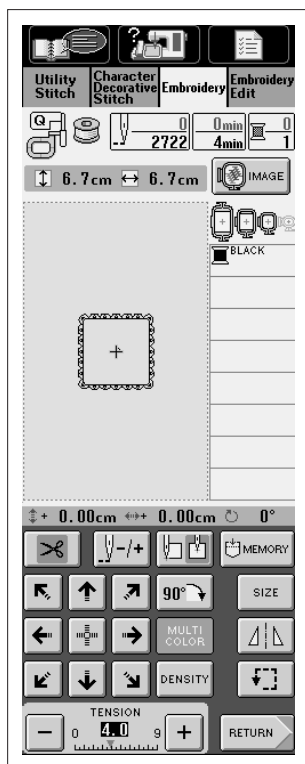 Utility Stitch
Character Decorative Stitch
Embroidery
Embroidery Edit
Q
0
2722
0min
4min
0
1
6.7cm 6.7cm
IMAGE
BLACK
+ 0.00cm + 0.00cm 0°
-/+
MEMORY
90°
SIZE
MULTI COLOR
DENSITY
TENSION
− 0 4.0 9 +
RETURN